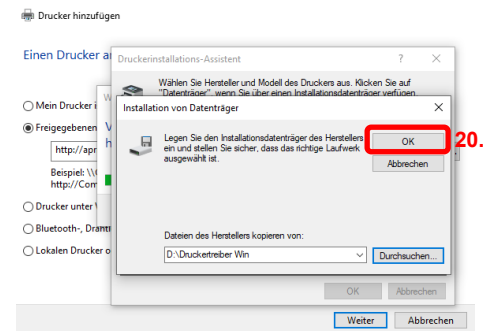 Drucker hinzufügen
Einen Drucker a
Druckerinstallations-Assistent
Wählen Sie Hersteller und Modell des Druckers aus. Klicken Sie auf
"Datenträger", wenn Sie über einen Installationsdatenträger verfügen.
Mein Drucker i
W
Installation von Datenträger
Freigegebenen
V
h
http://apr
Beispiel: \\
http://Com
Legen Sie den Installationsdatenträger des Herstellers
ein und stellen Sie sicher, dass das richtige Laufwerk
ausgewählt ist.
OK
20.
Abbrechen
Drucker unter
Bluetooth-, Draht
Lokalen Drucker o
Dateien des Herstellers kopieren von:
D:\Druckertreiber Win
Durchsuchen...
OK
Abbrechen
Weiter
Abbrechen